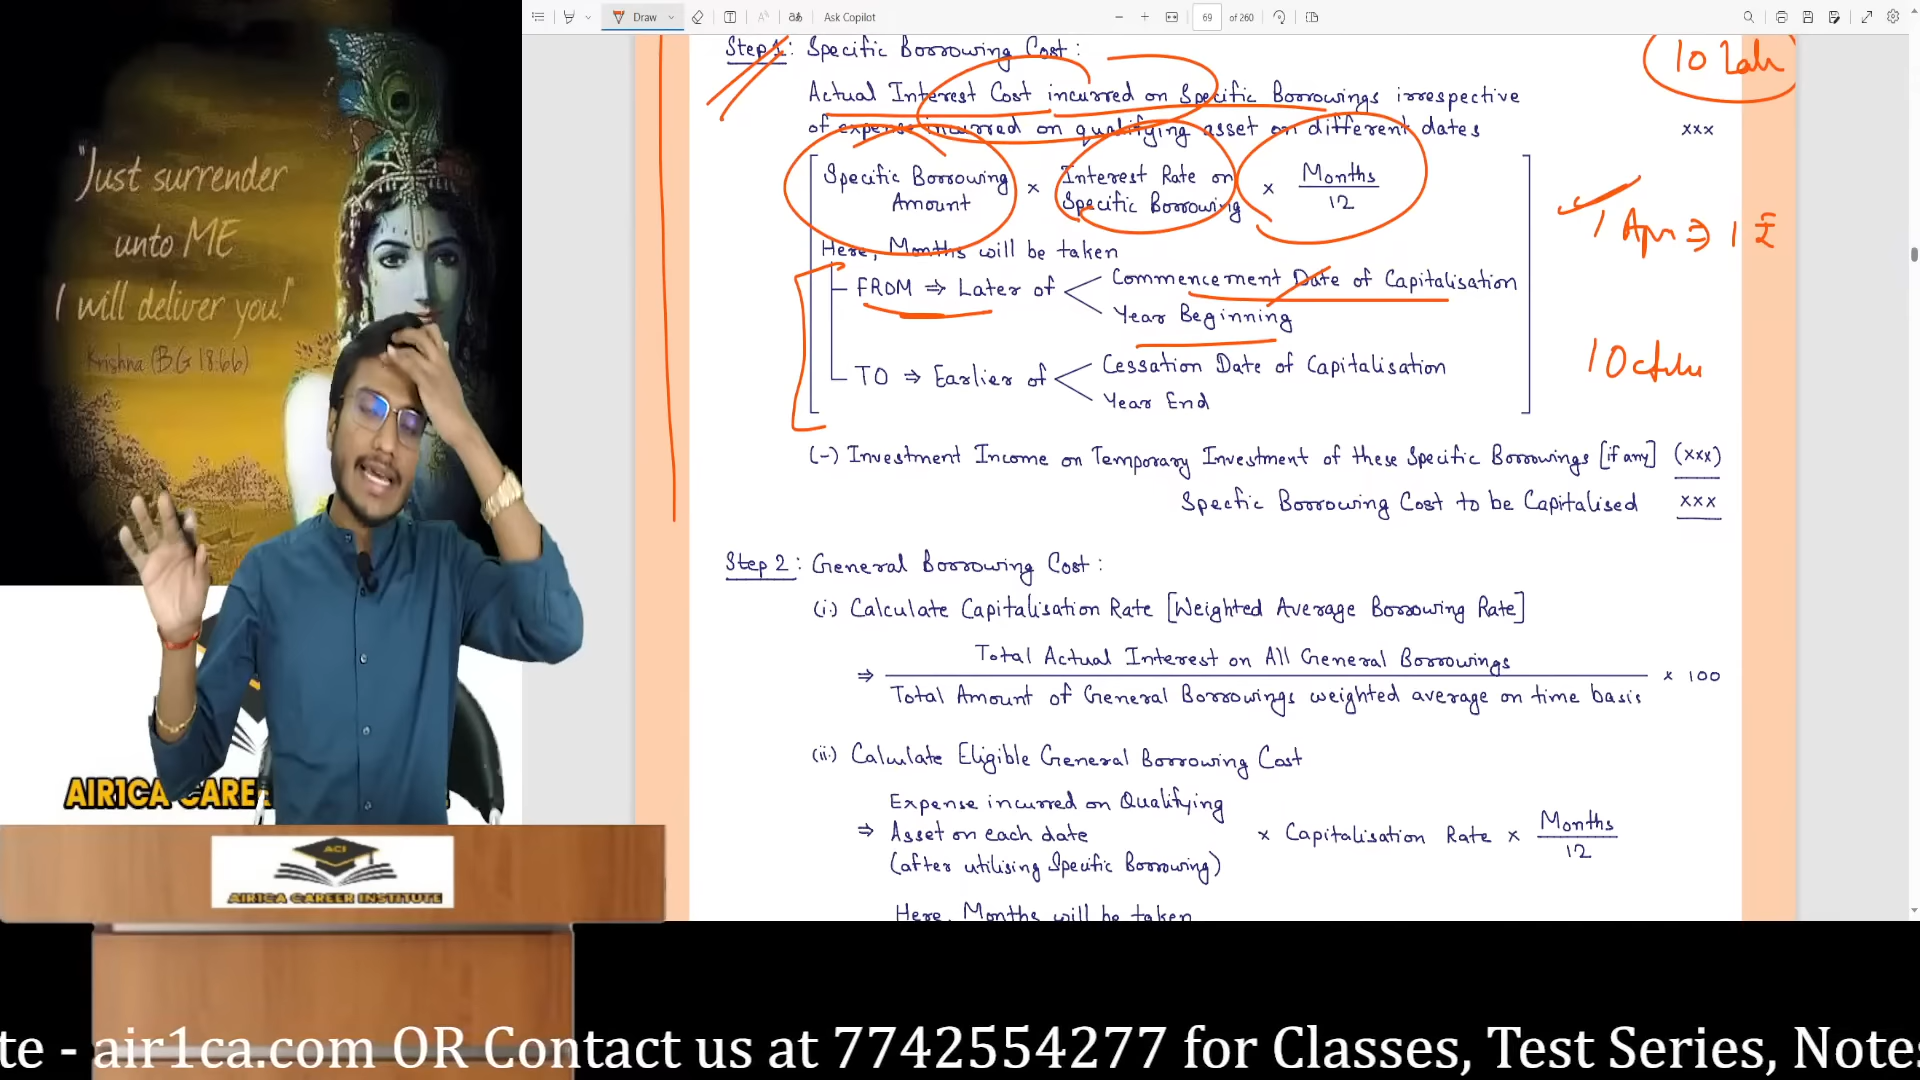 "Just surrender
unto ME
I will deliver you!"
Krishna (B.G 18.66)
AIR1CA CARE
ACI
AIR1CA CAREER INSTITUTE
Draw
69 of 260
Ask Copilot
Step 1: Specific Borrowing Cost:
Actual Interest Cost incurred on Specific Borrowings irrespective
of expense incurred on qualifying asset on different dates xxx
Specific Borrowing Amount × Interest Rate on Specific Borrowing × Months/12
Here, Months will be taken
FROM ⇒ Later of
Commencement Date of Capitalisation
Year Beginning
TO ⇒ Earlier of
Cessation Date of Capitalisation
Year End
(-) Investment Income on Temporary Investment of these Specific Borrowings [if any] (xxx)
Specfic Borrowing Cost to be Capitalised xxx
Step 2: General Borrowing Cost:
(i.) Calculate Capitalisation Rate [Weighted Average Borrowing Rate]
⇒ Total Actual Interest on All General Borrowings
Total Amount of General Borrowings weighted average on time basis × 100
(ii.) Calculate Eligible General Borrowing Cost
Expense incurred on Qualifying
⇒ Asset on each date × Capitalisation Rate × Months/12
(after utilising Specific Borrowing)
Here, Months will be taken
10 Lakh
1 Apr ⇒ 1 ₹
te - air1ca.com OR Contact us at 7742554277 for Classes, Test Series, Notes